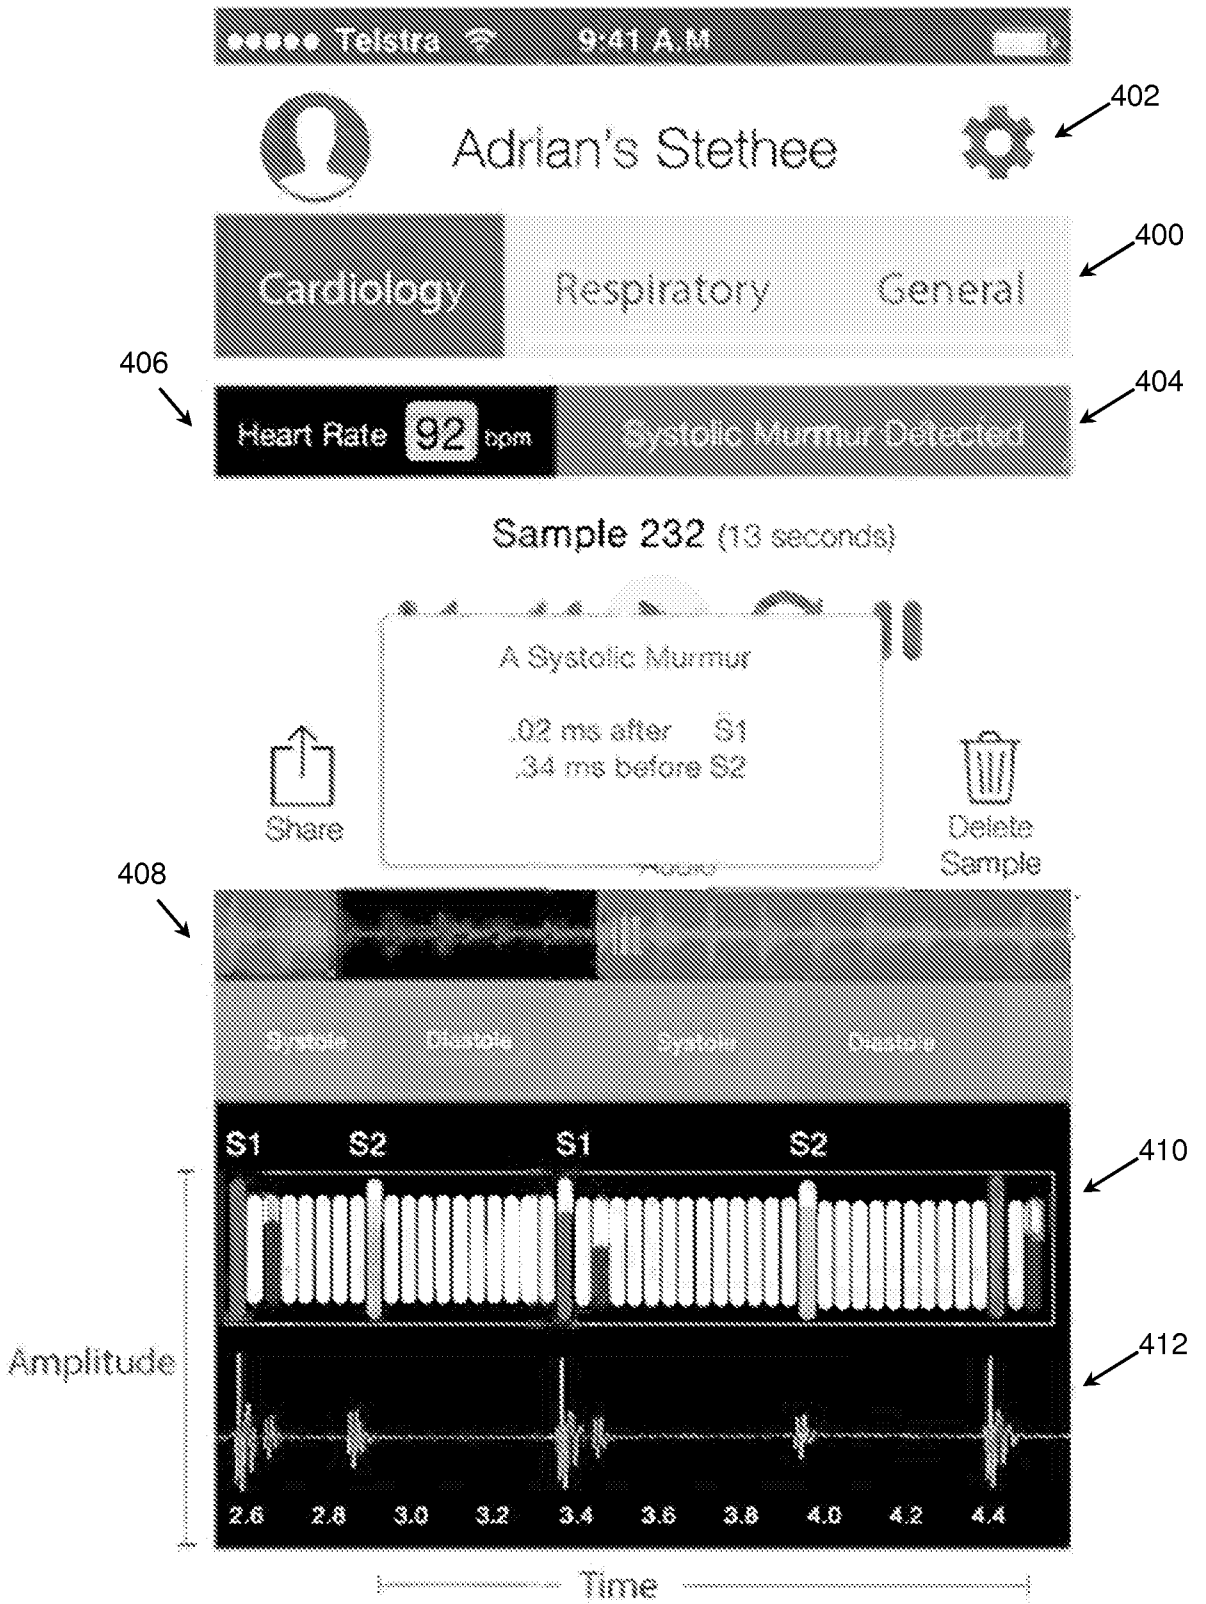 Telstra 9:41 A.M
402
Adrian's Stethee
400
Cardiology Respiratory General
406
404
Heart Rate 92 bpm Systolic Murmur Detected
Sample 232 (13 seconds)
A Systolic Murmur
.02 ms after S1
.34 ms before S2
Share
Delete
Sample
Audio
408
Systole Diastole Systole Diastole
S1 S2 S1 S2
410
Amplitude
412
2.6 2.8 3.0 3.2 3.4 3.6 3.8 4.0 4.2 4.4
Time